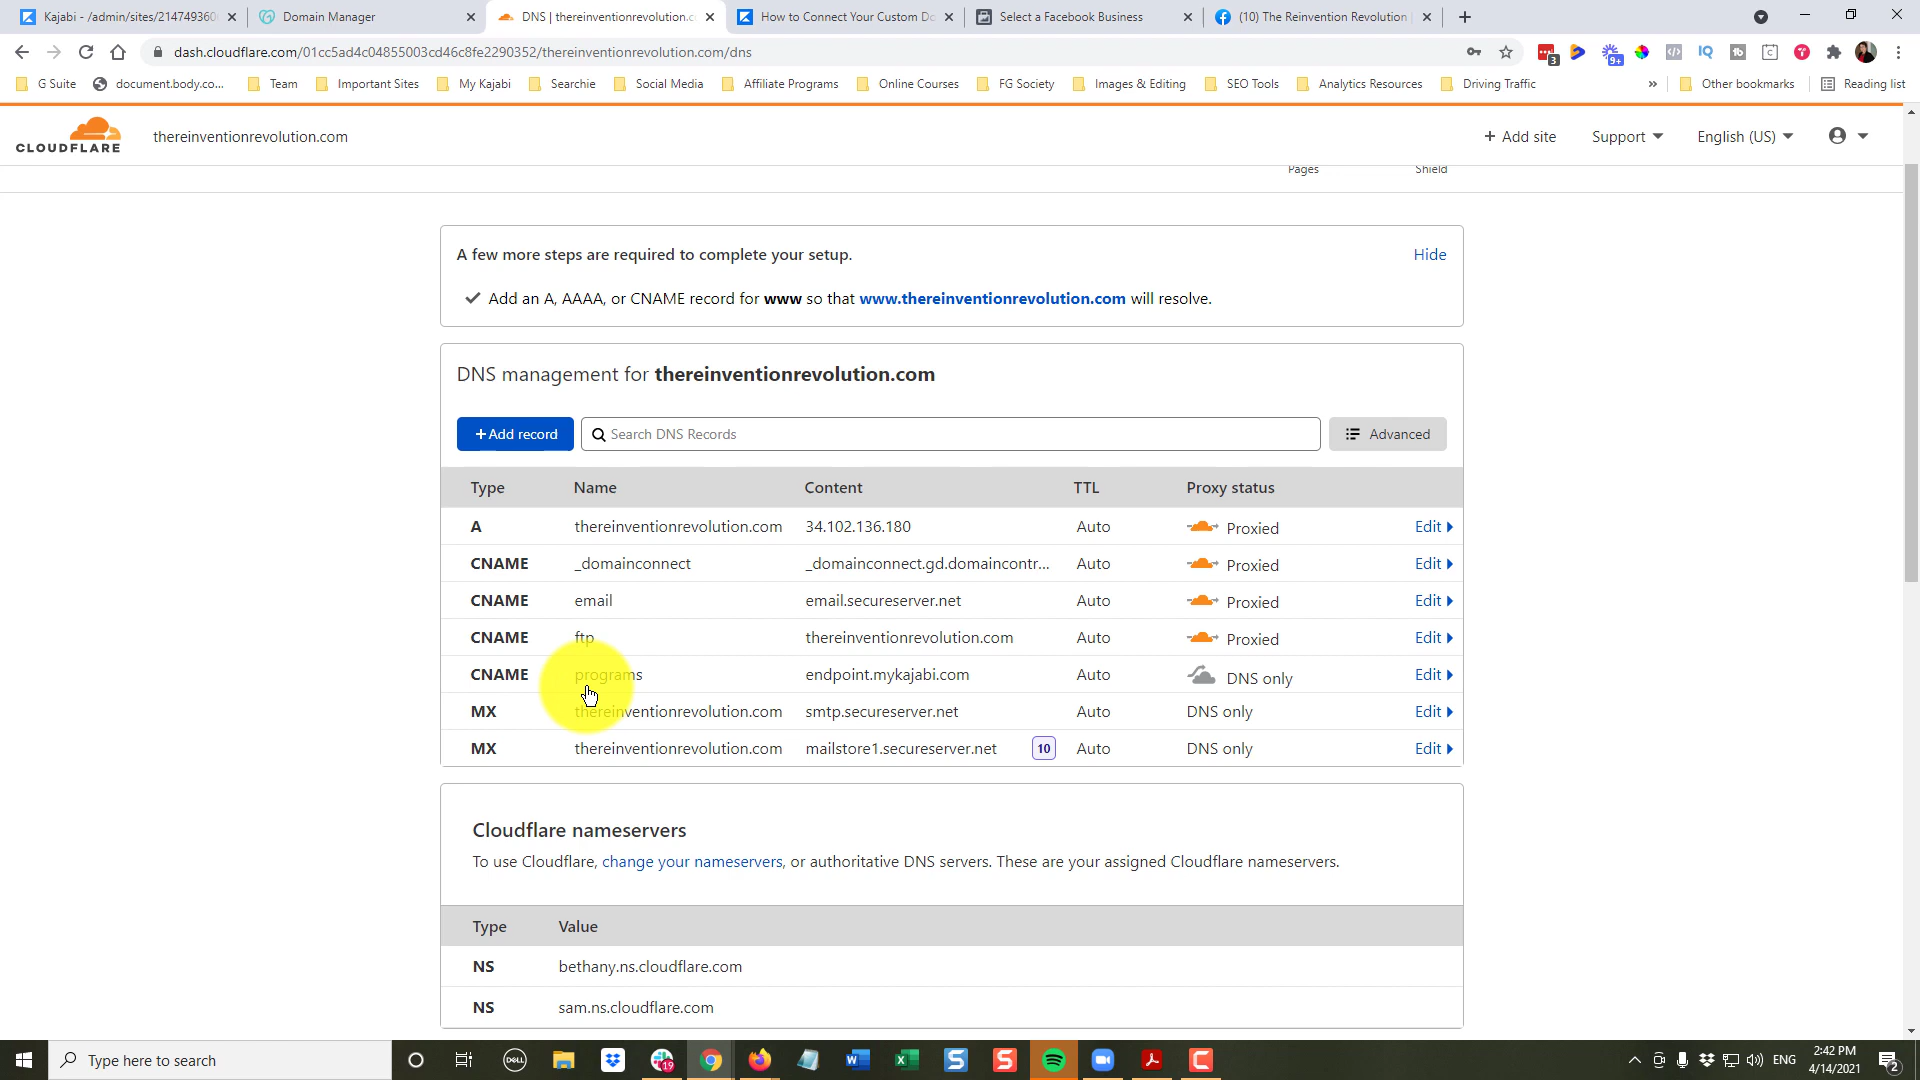 Kajabi - /admin/sites/214749360
Domain Manager
DNS | thereinventionrevolution.c
How to Connect Your Custom Do
Select a Facebook Business
(10) The Reinvention Revolution |
dash.cloudflare.com/01cc5ad4c04855003cd46c8fe2290352/thereinventionrevolution.com/dns
3
9+
G Suite
document.body.co...
Team
Important Sites
My Kajabi
Searchie
Social Media
Affiliate Programs
Online Courses
FG Society
Images & Editing
SEO Tools
Analytics Resources
Driving Traffic
»
Other bookmarks
Reading list
CLOUDFLARE
thereinventionrevolution.com
+ Add site
Support
English (US)
Pages
Shield
A few more steps are required to complete your setup.
Hide
Add an A, AAAA, or CNAME record for www so that www.thereinventionrevolution.com will resolve.
DNS management for thereinventionrevolution.com
+Add record
Search DNS Records
Advanced
Type Name Content TTL Proxy status
A thereinventionrevolution.com 34.102.136.180 Auto Proxied Edit
CNAME _domainconnect _domainconnect.gd.domaincontr... Auto Proxied Edit
CNAME email email.secureserver.net Auto Proxied Edit
CNAME ftp thereinventionrevolution.com Auto Proxied Edit
CNAME programs endpoint.mykajabi.com Auto DNS only Edit
MX thereinventionrevolution.com smtp.secureserver.net Auto DNS only Edit
MX thereinventionrevolution.com mailstore1.secureserver.net 10 Auto DNS only Edit
Cloudflare nameservers
To use Cloudflare, change your nameservers, or authoritative DNS servers. These are your assigned Cloudflare nameservers.
Type Value
NS bethany.ns.cloudflare.com
NS sam.ns.cloudflare.com
Type here to search
DELL
19
ENG
2:42 PM
4/14/2021
2